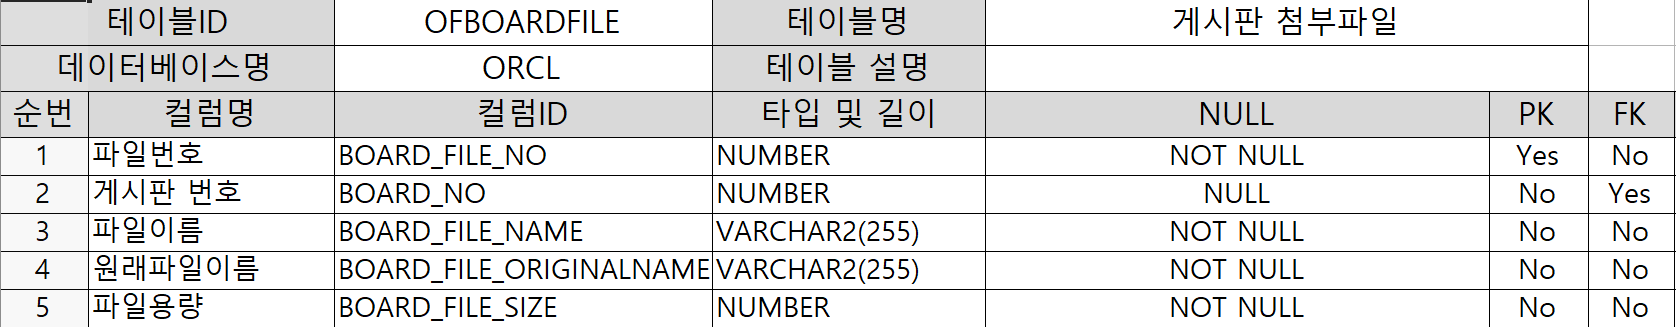 테이블ID OFBOARDFILE 테이블명 게시판 첨부파일
데이터베이스명 ORCL 테이블 설명
순번 컬럼명 컬럼ID 타입 및 길이 NULL PK FK
1 파일번호 BOARD_FILE_NO NUMBER NOT NULL Yes No
2 게시판 번호 BOARD_NO NUMBER NULL No Yes
3 파일이름 BOARD_FILE_NAME VARCHAR2(255) NOT NULL No No
4 원래파일이름 BOARD_FILE_ORIGINALNAME VARCHAR2(255) NOT NULL No No
5 파일용량 BOARD_FILE_SIZE NUMBER NOT NULL No No